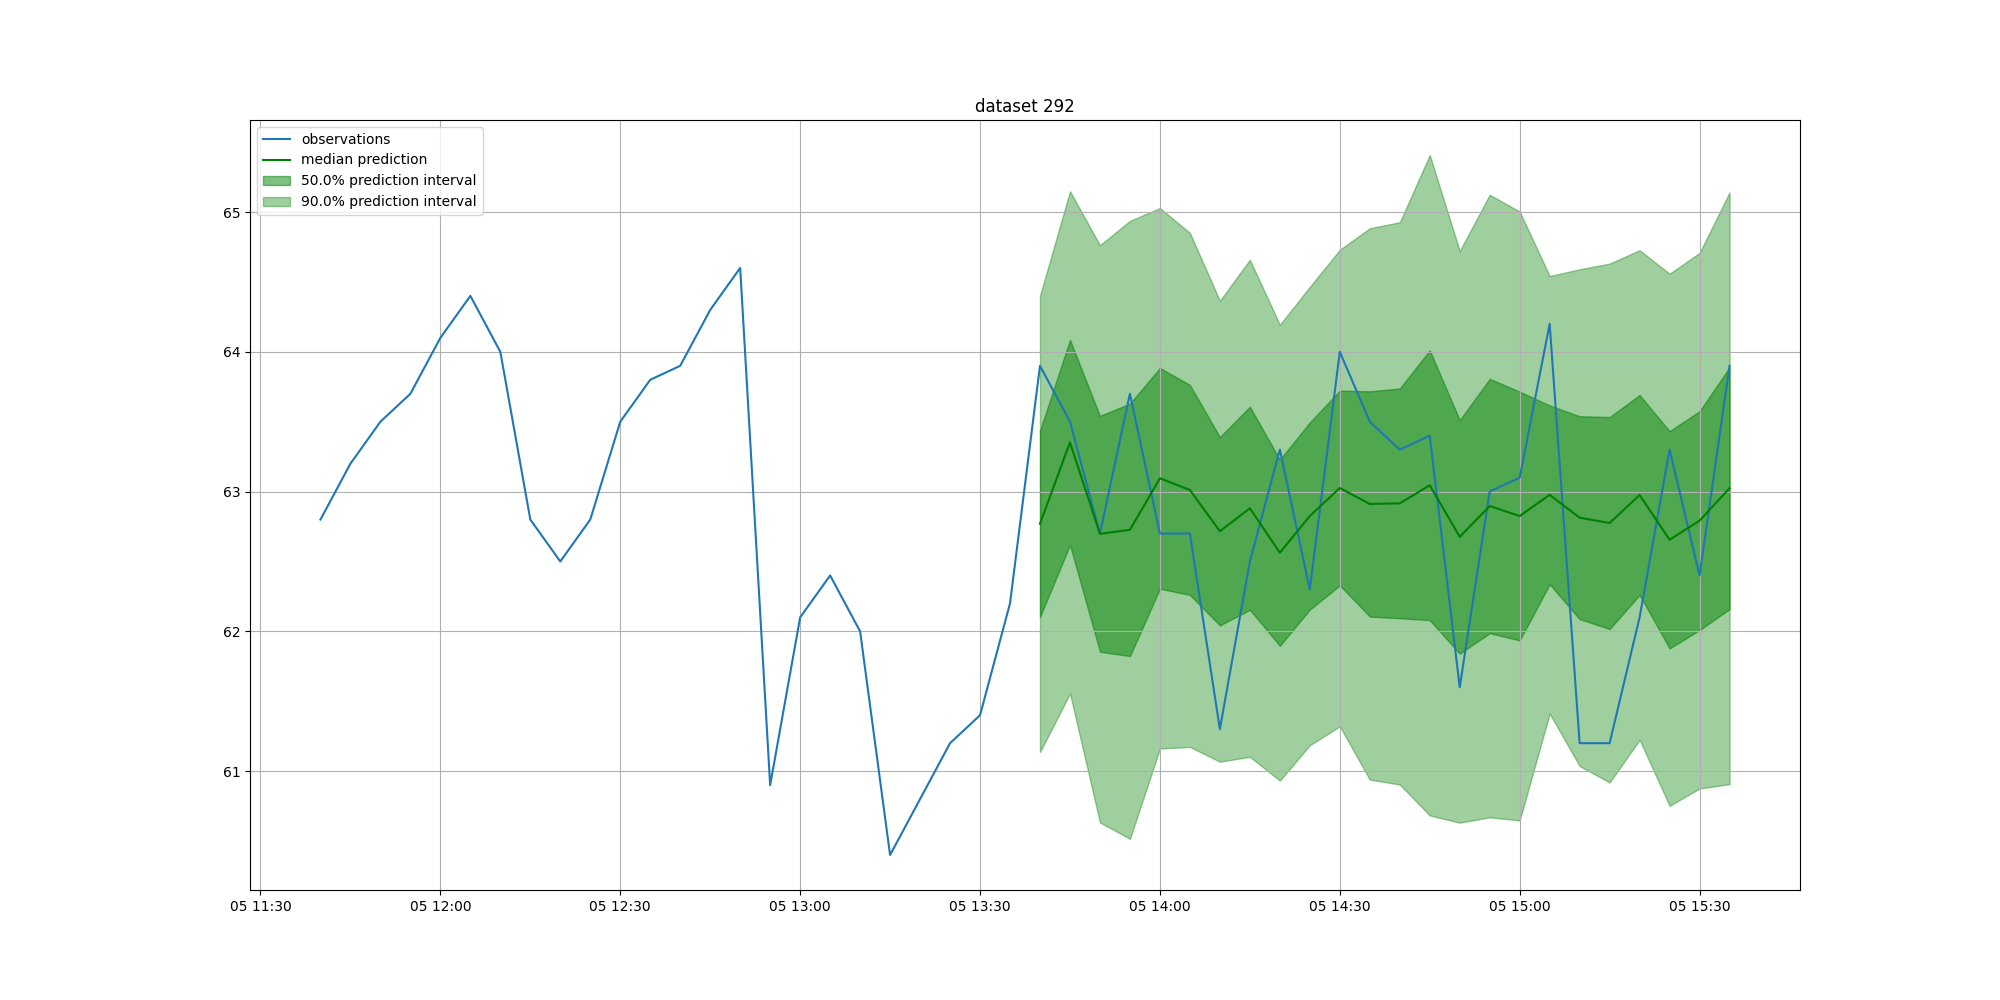 dataset 292
observations
median prediction
50.0% prediction interval
90.0% prediction interval
65
64
63
62
61
05 11:30 05 12:00 05 12:30 05 13:00 05 13:30 05 14:00 05 14:30 05 15:00 05 15:30